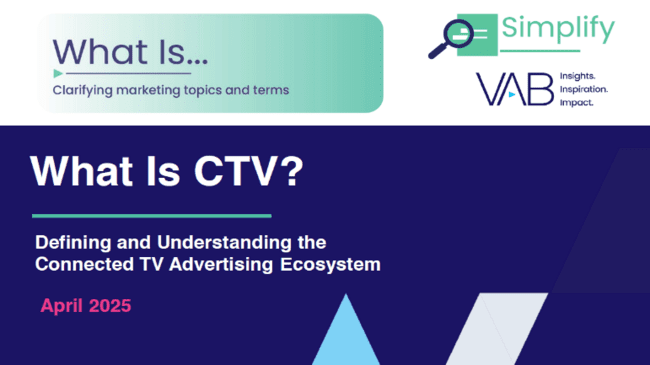 What Is...
Clarifying marketing topics and terms
Simplify
VAB
Insights.
Inspiration.
Impact.
What Is CTV?
Defining and Understanding the
Connected TV Advertising Ecosystem
April 2025